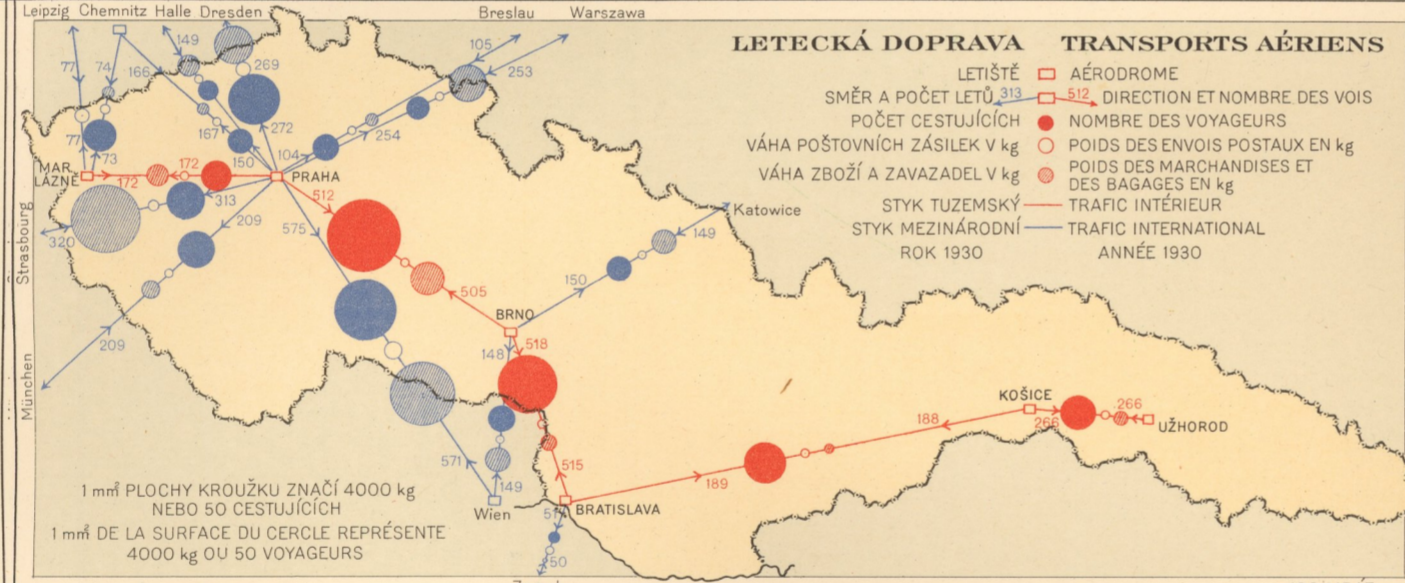 Leipzig Chemnitz Halle Dresden Breslau Warszawa
LETECKÁ DOPRAVA TRANSPORTS AÉRIENS
LETIŠTĚ AÉRODROME
SMĚR A POČET LETŮ 313 512 DIRECTION ET NOMBRE DES VOIS
POČET CESTUJÍCÍCH NOMBRE DES VOYAGEURS
VÁHA POŠTOVNÍCH ZÁSILEK V kg POIDS DES ENVOIS POSTAUX EN kg
VÁHA ZBOŽÍ A ZAVAZADEL V kg POIDS DES MARCHANDISES ET
DES BAGAGES EN kg
STYK TUZEMSKÝ TRAFIC INTÉRIEUR
STYK MEZINÁRODNÍ TRAFIC INTERNATIONAL
ROK 1930 ANNÉE 1930
149
105
77
74
166
269
253
167
272
254
77
73
150
104
MAR.
LÁZNĚ
172
172
PRAHA
313
512
209
575
320
Strasbourg
Katowice
149
150
505
BRNO
209
148
518
München
KOŠICE
266
266
UŽHOROD
188
189
571
149
515
Wien
BRATISLAVA
50
1 mm² PLOCHY KROUŽKU ZNAČÍ 4000 kg
NEBO 50 CESTUJÍCÍCH
1 mm² DE LA SURFACE DU CERCLE REPRÉSENTE
4000 kg OU 50 VOYAGEURS